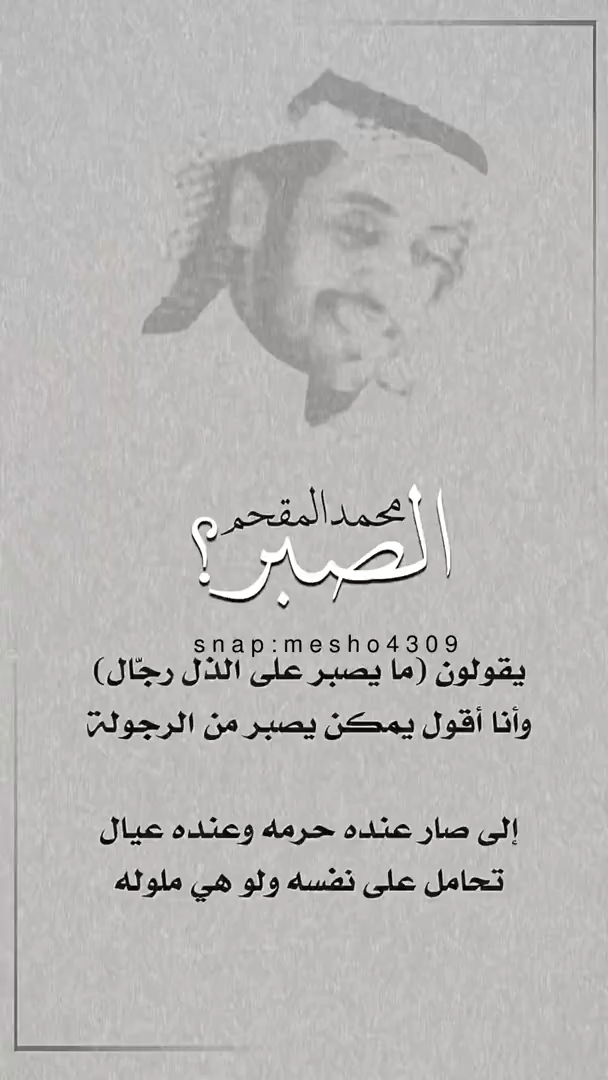 محمد المقحم
الصبر؟
snap:mesho4309
يقولون (ما يصبر على الذل رجّال)
وأنا أقول يمكن يصبر من الرجولة
إلى صار عنده حرمه وعنده عيال
تحامل على نفسه ولو هي ملوله